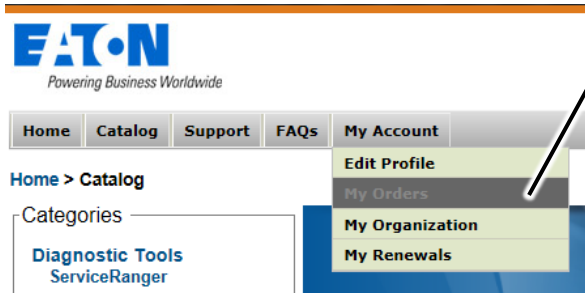 EATON
Powering Business Worldwide
Home Catalog Support FAQs My Account
Edit Profile
My Orders
My Organization
My Renewals
Home > Catalog
Categories
Diagnostic Tools
ServiceRanger